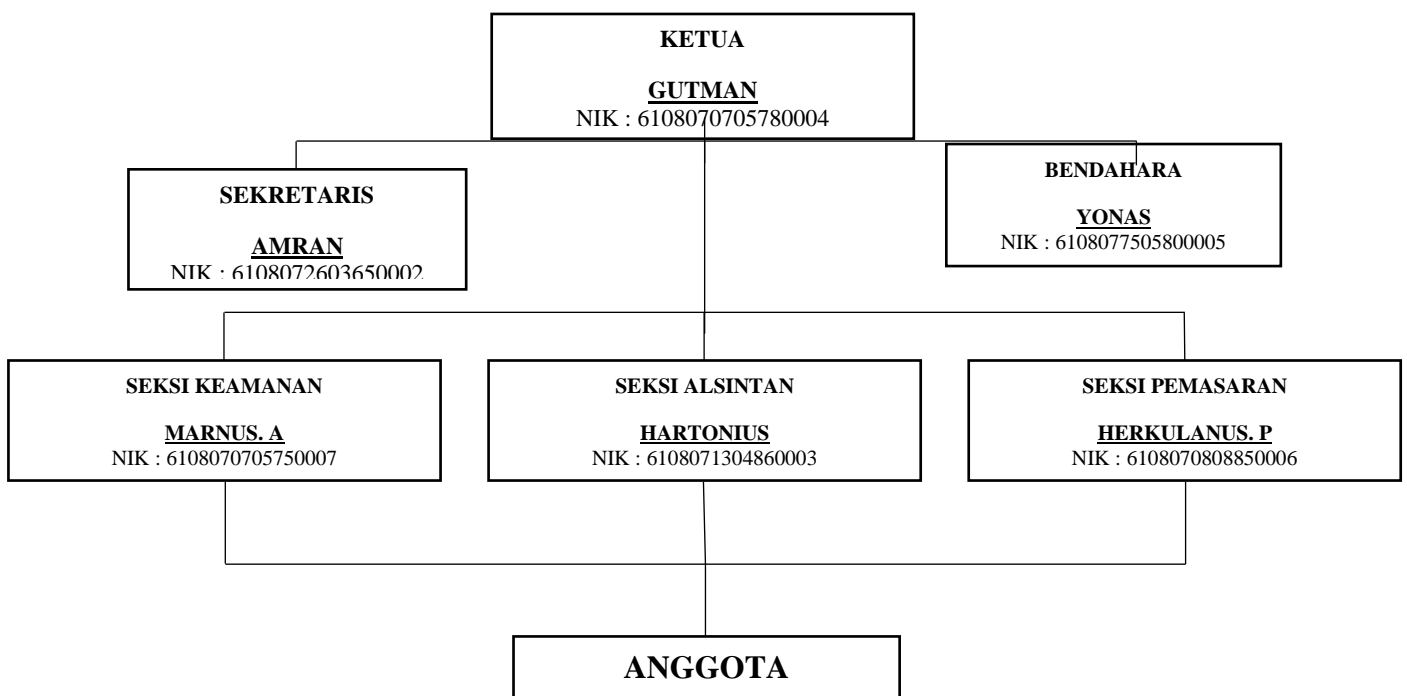 KETUA
GUTMAN
NIK : 6108070705780004
SEKRETARIS
AMRAN
NIK : 6108072603650002
BENDAHARA
YONAS
NIK : 6108077505800005
SEKSI KEAMANAN
MARNUS. A
NIK : 6108070705750007
SEKSI ALSINTAN
HARTONIUS
NIK : 6108071304860003
SEKSI PEMASARAN
HERKULANUS. P
NIK : 6108070808850006
ANGGOTA